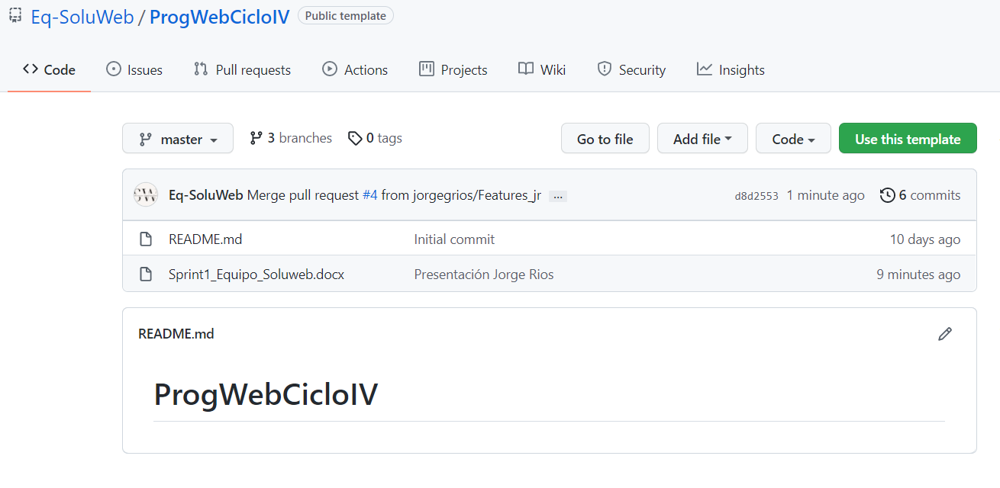 Eq-SoluWeb / ProgWebCicloIV Public template
Code Issues Pull requests Actions Projects Wiki Security Insights
master 3 branches 0 tags Go to file Add file Code Use this template
Eq-SoluWeb Merge pull request #4 from jorgegrios/Features_jr ... d8d2553 1 minute ago 6 commits
README.md Initial commit 10 days ago
Sprint1_Equipo_Soluweb.docx Presentación Jorge Rios 9 minutes ago
README.md
ProgWebCicloIV